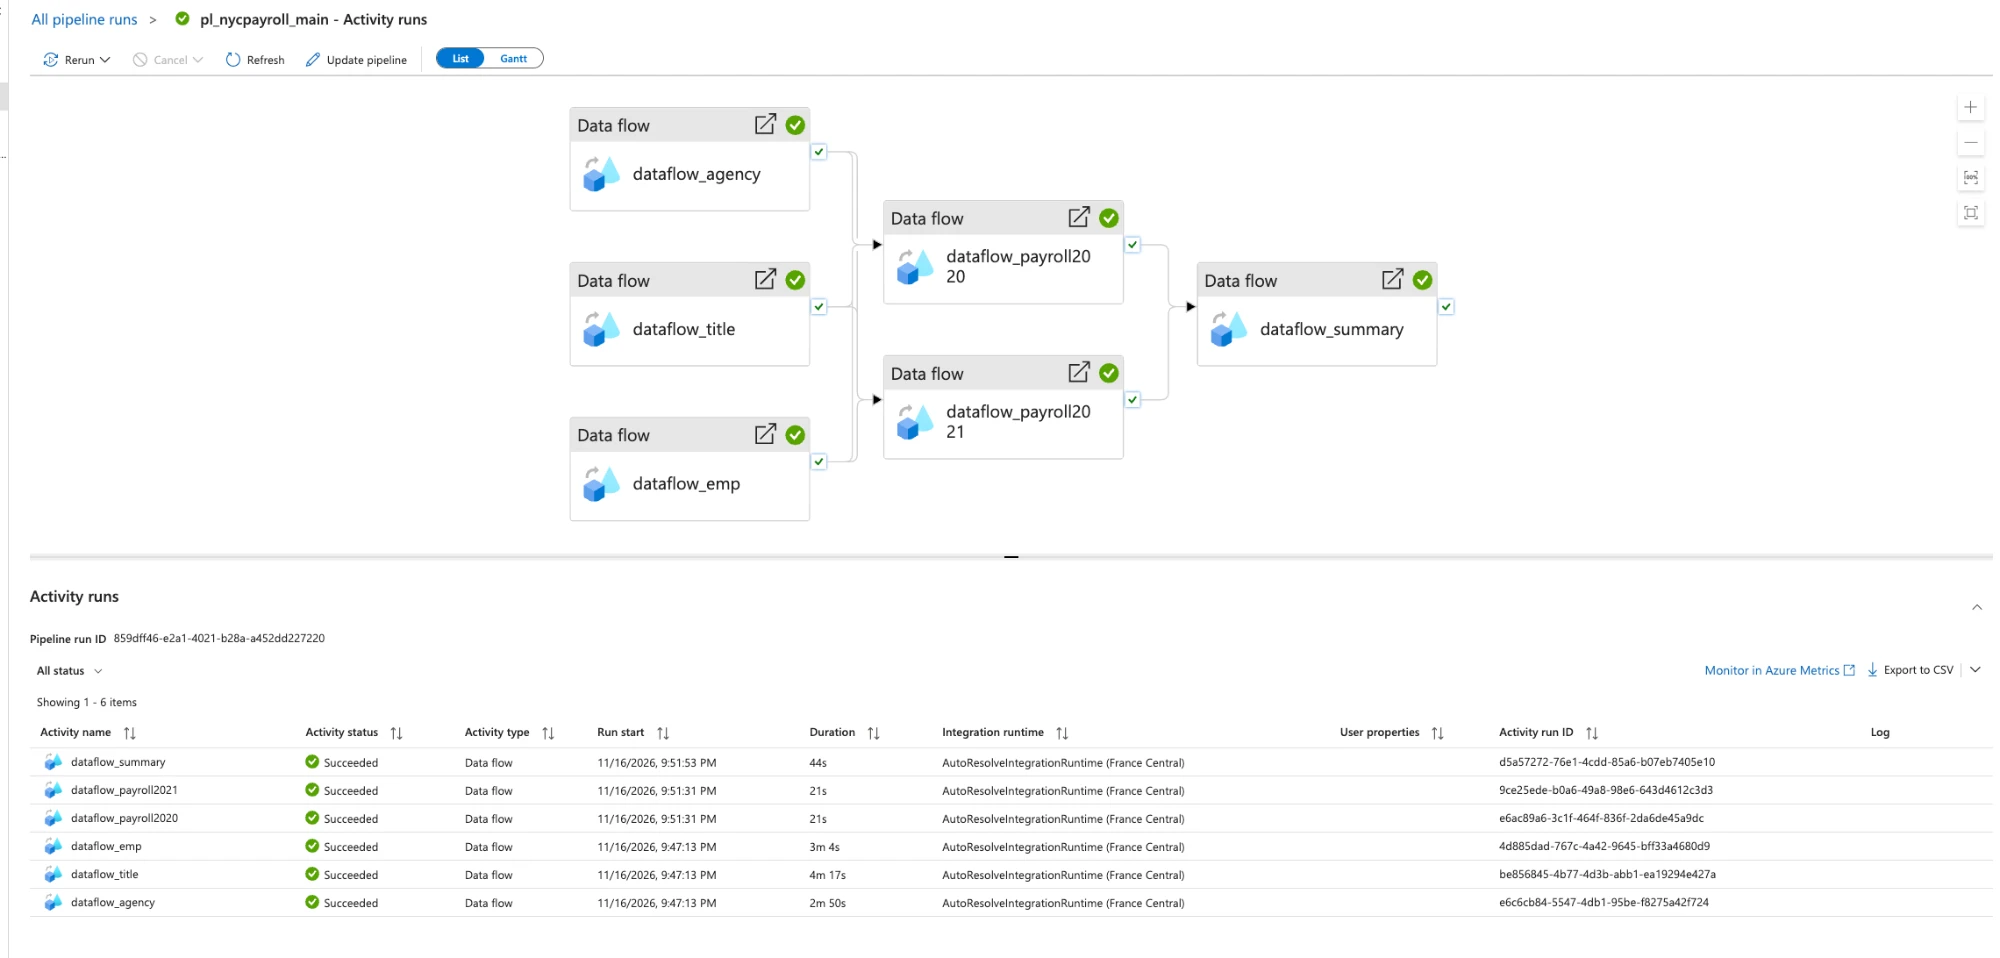 All pipeline runs > pl_nycpayroll_main - Activity runs
Rerun Cancel Refresh Update pipeline List Gantt
Data flow
dataflow_agency
Data flow
dataflow_title
Data flow
dataflow_emp
Data flow
dataflow_payroll20
20
Data flow
dataflow_payroll20
21
Data flow
dataflow_summary
Activity runs
Pipeline run ID 859dff46-e2a1-4021-b28a-a452dd227220
All status
Monitor in Azure Metrics Export to CSV
Showing 1 - 6 items
Activity name Activity status Activity type Run start Duration Integration runtime User properties Activity run ID Log
dataflow_summary Succeeded Data flow 11/16/2026, 9:51:53 PM 44s AutoResolveIntegrationRuntime (France Central) d5a57272-76e1-4cdd-85a6-b07eb7405e10
dataflow_payroll2021 Succeeded Data flow 11/16/2026, 9:51:31 PM 21s AutoResolveIntegrationRuntime (France Central) 9ce25ede-b0a6-49a8-98e6-643d4612c3d3
dataflow_payroll2020 Succeeded Data flow 11/16/2026, 9:51:31 PM 21s AutoResolveIntegrationRuntime (France Central) e6ac89a6-3c1f-464f-836f-2da6de45a9dc
dataflow_emp Succeeded Data flow 11/16/2026, 9:47:13 PM 3m 4s AutoResolveIntegrationRuntime (France Central) 4d885dad-767c-4a42-9645-bff33a4680d9
dataflow_title Succeeded Data flow 11/16/2026, 9:47:13 PM 4m 17s AutoResolveIntegrationRuntime (France Central) be856845-4b77-4d3b-abb1-ea19294e427a
dataflow_agency Succeeded Data flow 11/16/2026, 9:47:13 PM 2m 50s AutoResolveIntegrationRuntime (France Central) e6c6cb84-5547-4db1-95be-f8275a42f724